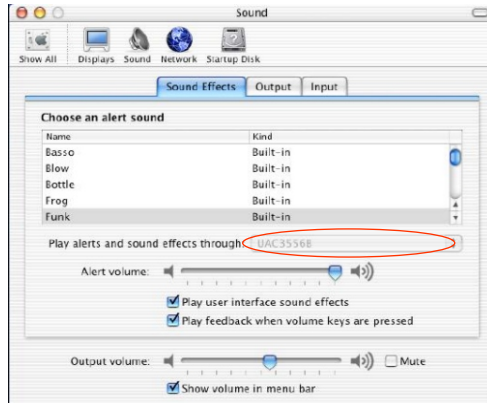 Sound
Show All Displays Sound Network Startup Disk
Sound Effects Output Input
Choose an alert sound
Name Kind
Basso Built-in
Blow Built-in
Bottle Built-in
Frog Built-in
Funk Built-in
Play alerts and sound effects through: UAC3556B
Alert volume:
Play user interface sound effects
Play feedback when volume keys are pressed
Output volume: Mute
Show volume in menu bar